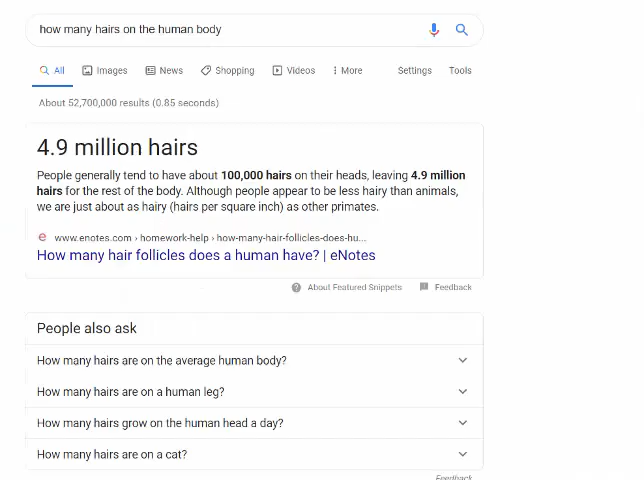 how many hairs on the human body
All Images News Shopping Videos More Settings Tools
About 52,700,000 results (0.85 seconds)
4.9 million hairs
People generally tend to have about 100,000 hairs on their heads, leaving 4.9 million
hairs for the rest of the body. Although people appear to be less hairy than animals,
we are just about as hairy (hairs per square inch) as other primates.
e www.enotes.com › homework-help › how-many-hair-follicles-does-hu...
How many hair follicles does a human have? | eNotes
About Featured Snippets Feedback
People also ask
How many hairs are on the average human body?
How many hairs are on a human leg?
How many hairs grow on the human head a day?
How many hairs are on a cat?
Feedback